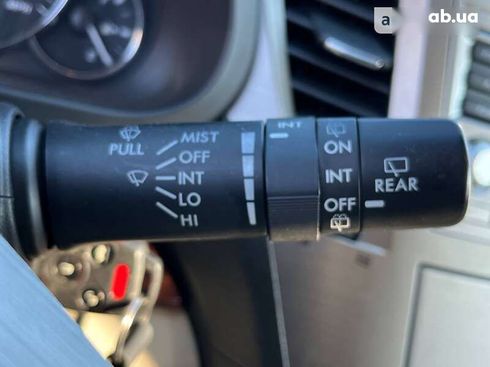 ab.ua
a
MIST
PULL
OFF
INT
LO
HI
INT
ON
INT
OFF
REAR